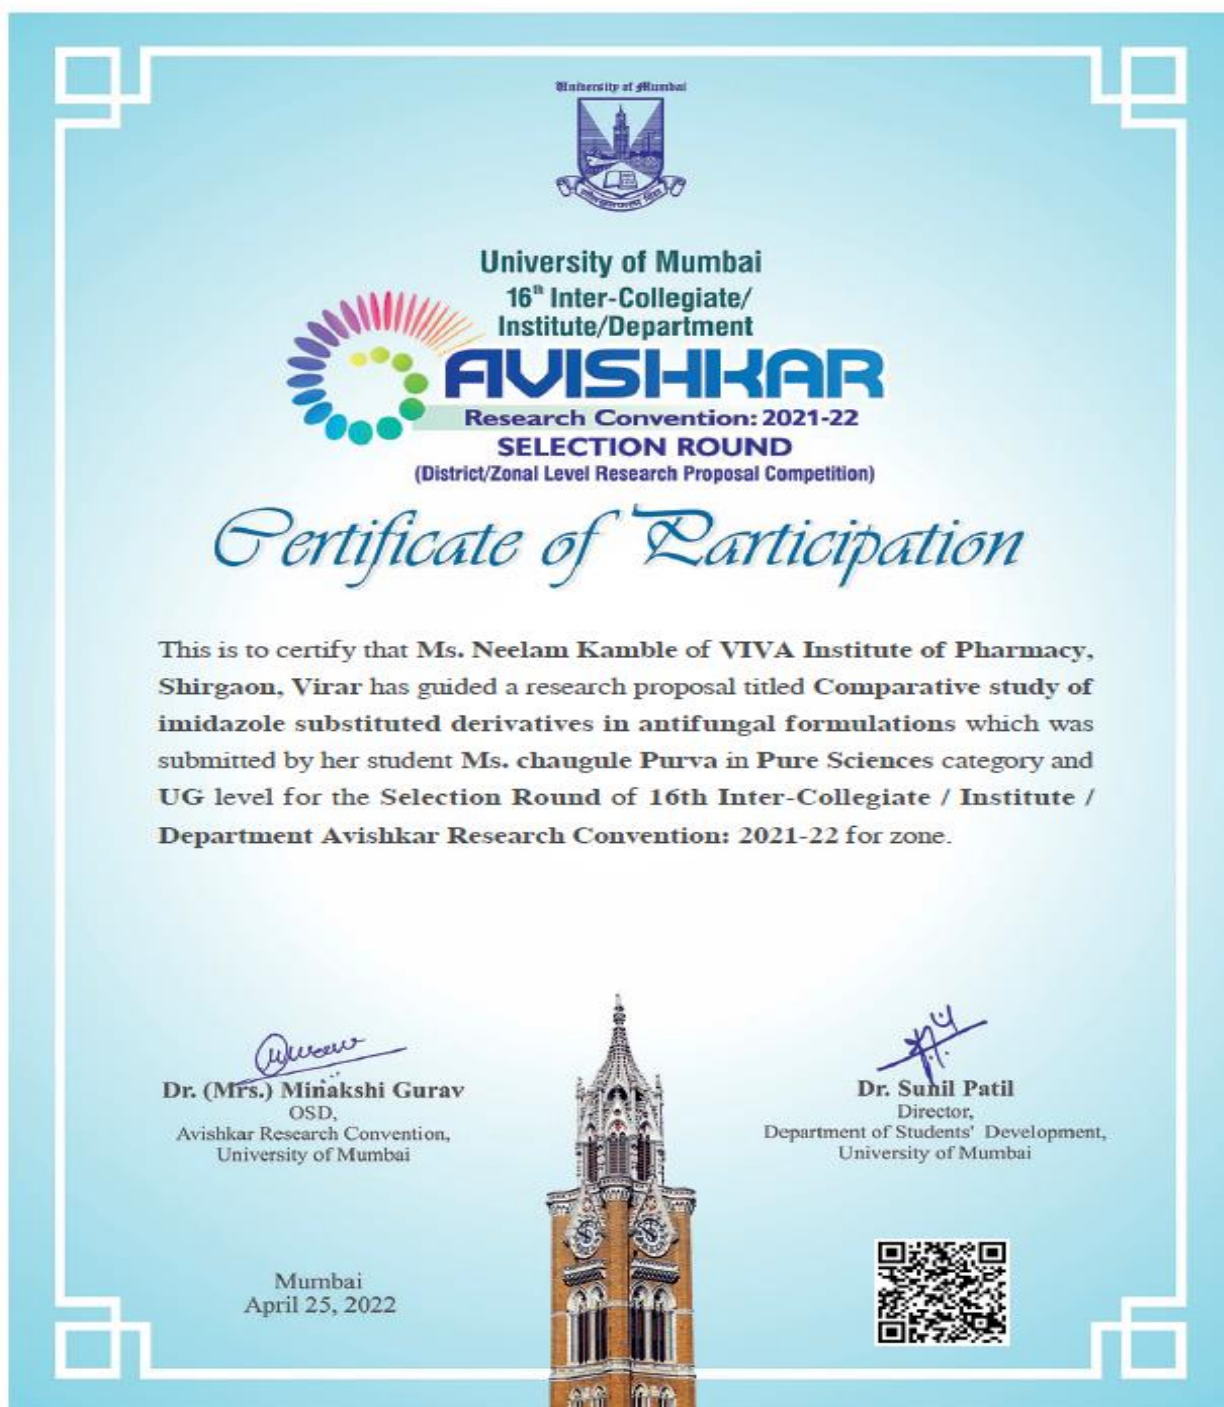 University of Mumbai
University of Mumbai
16th Inter-Collegiate/
Institute/Department
AVISHKAR
Research Convention: 2021-22
SELECTION ROUND
(District/Zonal Level Research Proposal Competition)
Certificate of Participation
This is to certify that Ms. Neelam Kamble of VIVA Institute of Pharmacy,
Shirgaon, Virar has guided a research proposal titled Comparative study of
imidazole substituted derivatives in antifungal formulations which was
submitted by her student Ms. chaugule Purva in Pure Sciences category and
UG level for the Selection Round of 16th Inter-Collegiate / Institute /
Department Avishkar Research Convention: 2021-22 for zone.
Dr. (Mrs.) Minakshi Gurav
OSD,
Avishkar Research Convention,
University of Mumbai
Dr. Sunil Patil
Director,
Department of Students' Development,
University of Mumbai
Mumbai
April 25, 2022